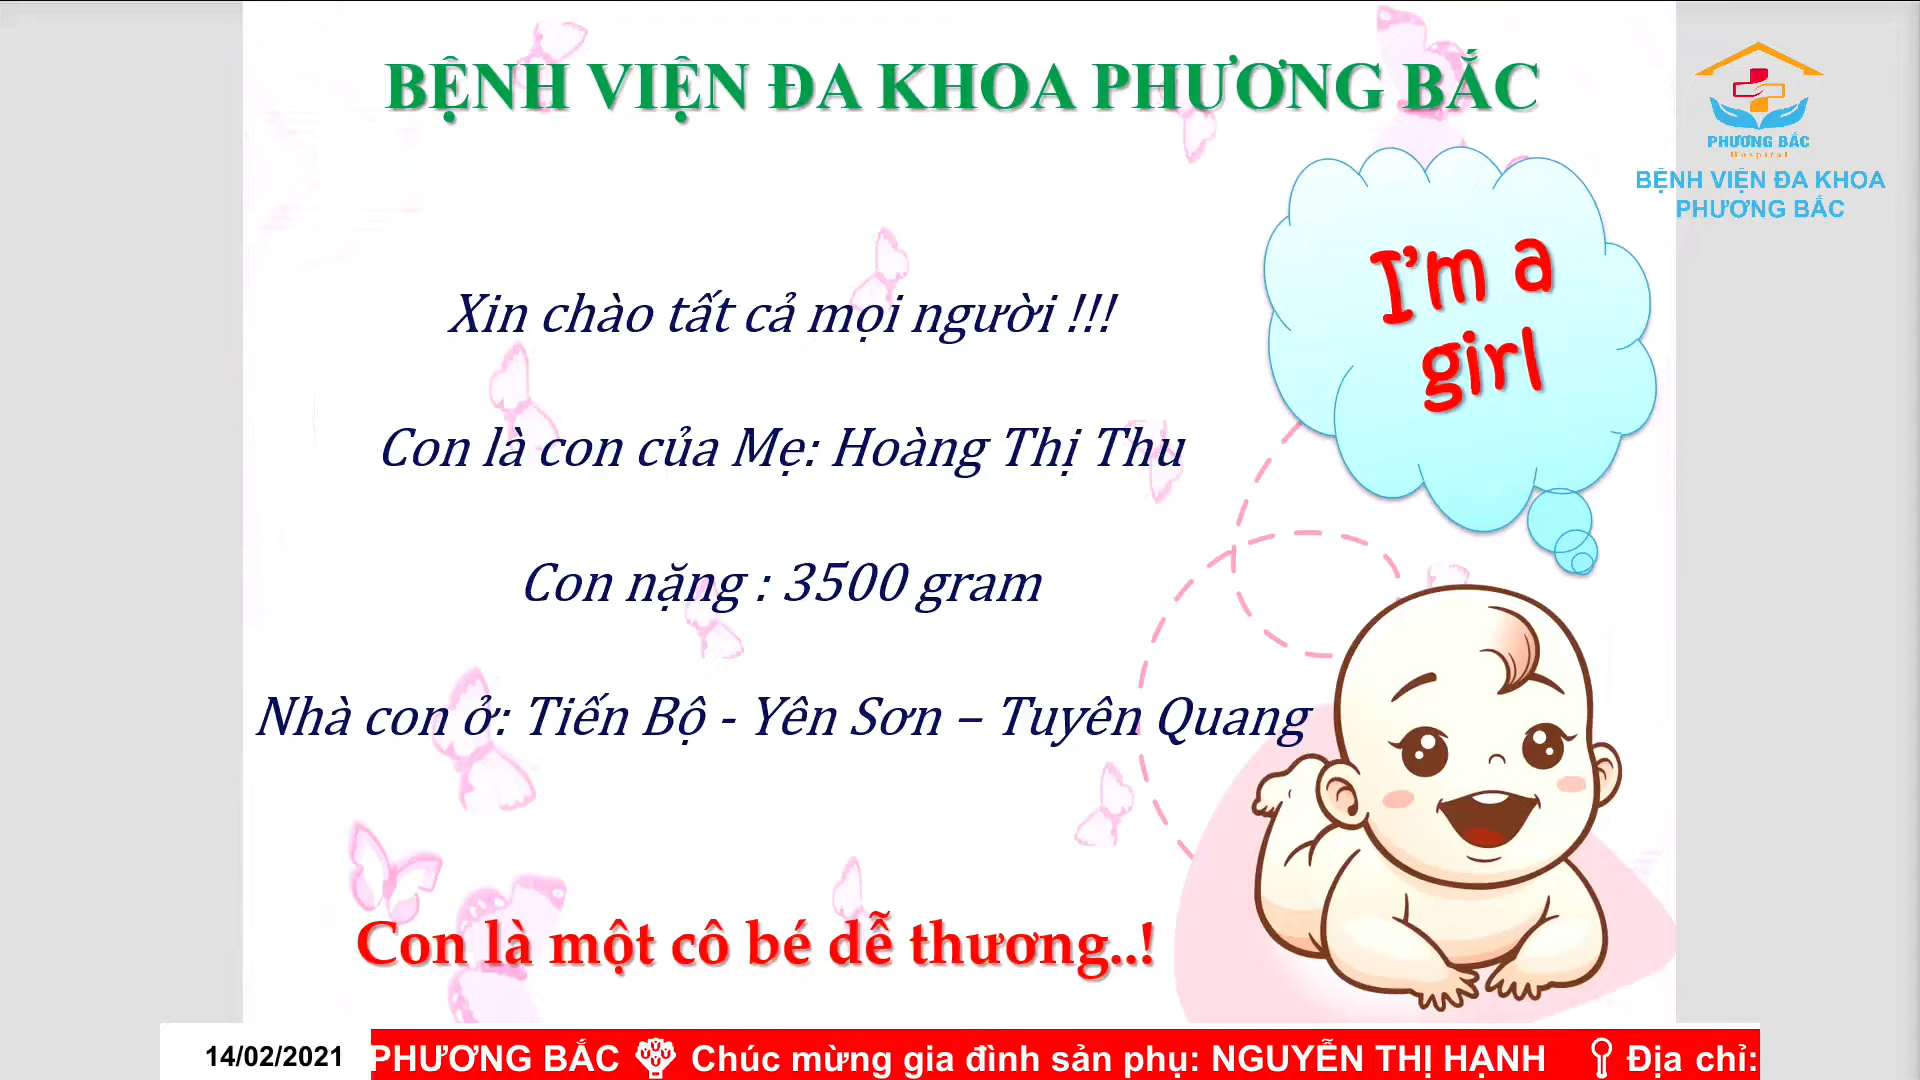 BỆNH VIỆN ĐA KHOA PHƯƠNG BẮC
PHƯƠNG BẮC
Hospital
BỆNH VIỆN ĐA KHOA
PHƯƠNG BẮC
I'm a
girl
Xin chào tất cả mọi người !!!
Con là con của Mẹ: Hoàng Thị Thu
Con nặng : 3500 gram
Nhà con ở: Tiến Bộ - Yên Sơn – Tuyên Quang
Con là một cô bé dễ thương..!
14/02/2021
PHƯƠNG BẮC Chúc mừng gia đình sản phụ: NGUYỄN THỊ HẠNH Địa chỉ: